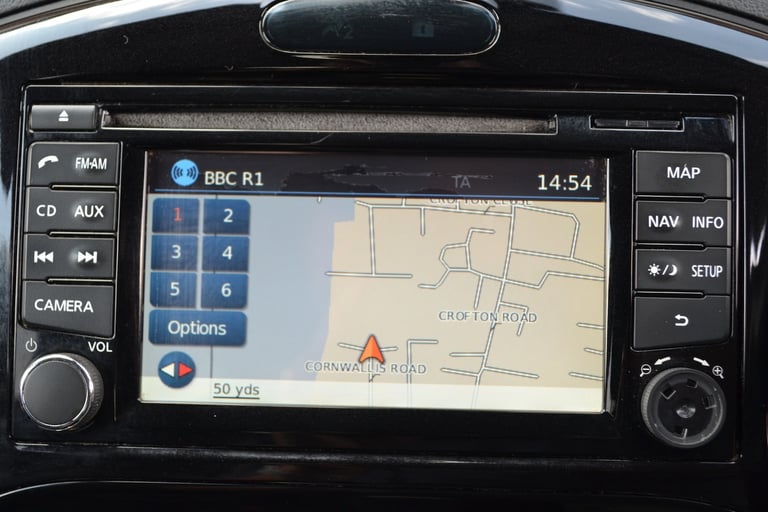 FM·AM
CD AUX
CAMERA
VOL
BBC R1 TA 14:54
1 2
3 4
5 6
Options
50 yds
CROFTON CLOSE
CROFTON ROAD
CORNWALLIS ROAD
MAP
NAV INFO
SETUP